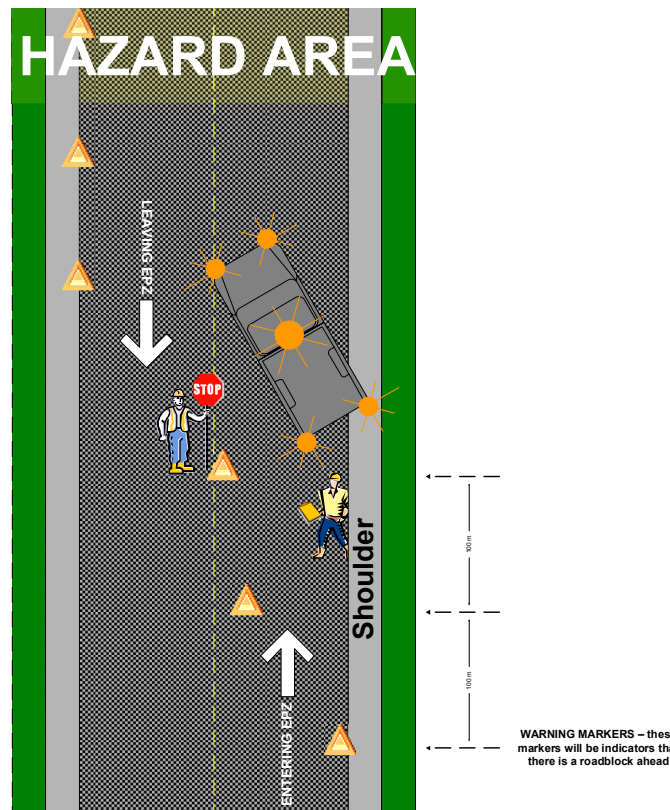 HAZARD AREA
LEAVING EPZ
STOP
100 m
Shoulder
100 m
ENTERING EPZ
WARNING MARKERS – thes
markers will be indicators tha
there is a roadblock ahead